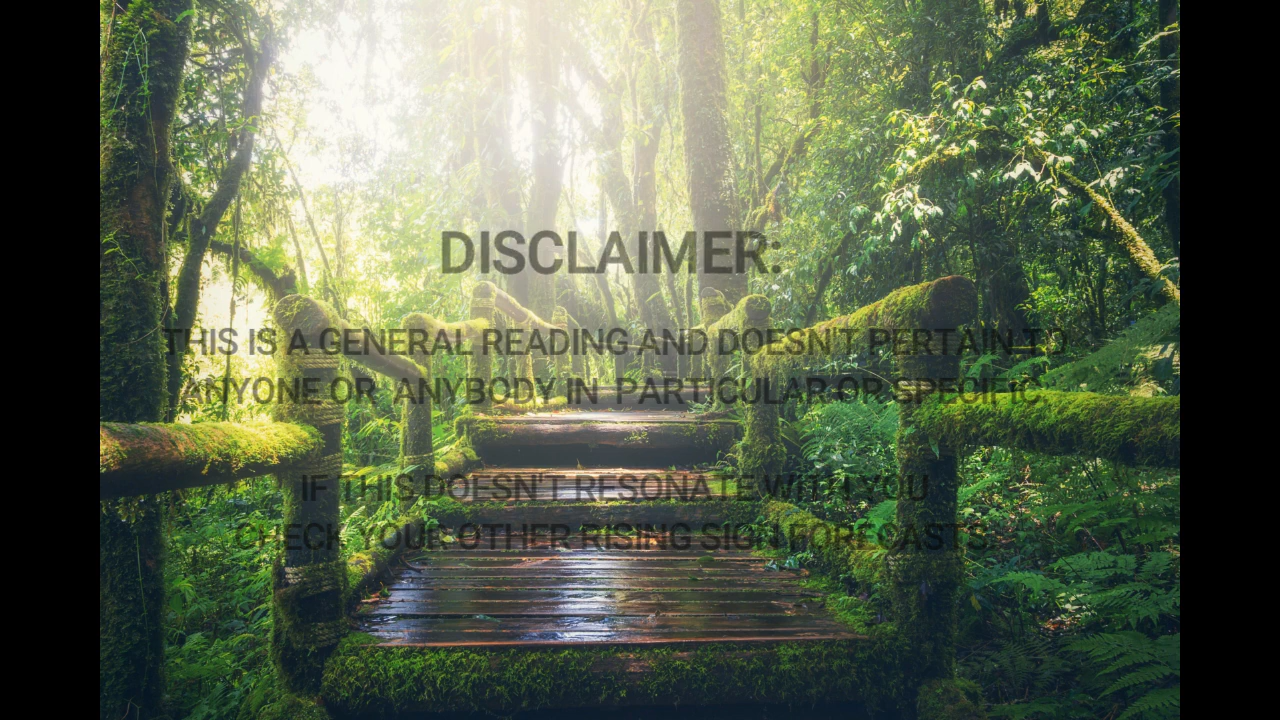 DISCLAIMER:
THIS IS A GENERAL READING AND DOESN'T PERTAIN TO
ANYONE OR ANYBODY IN PARTICULAR OR SPECIFIC
IF THIS DOESN'T RESONATE WITH YOU
CHECK YOUR OTHER RISING SIGN FORECASTS.